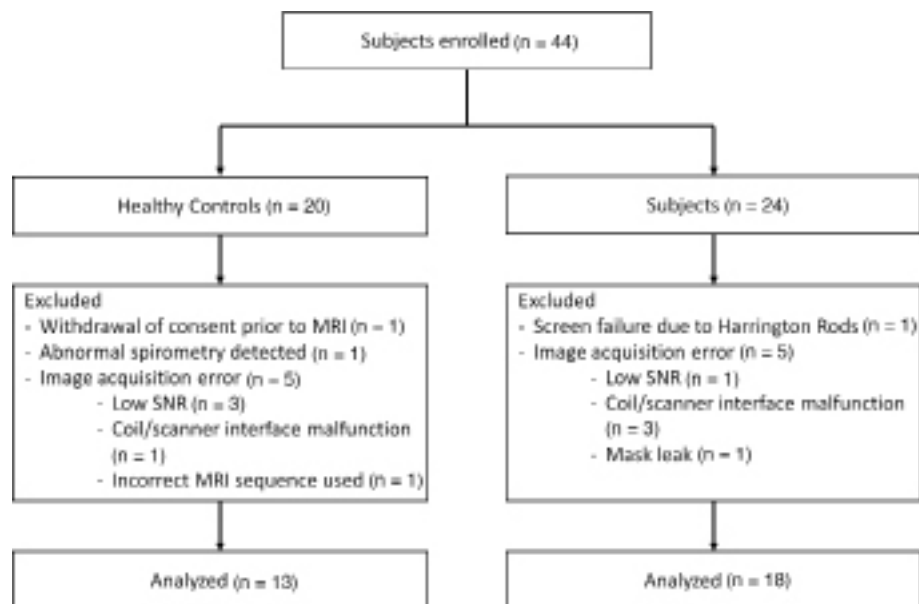 Subjects enrolled (n = 44)
Healthy Controls (n = 20)
Subjects (n = 24)
Excluded
- Withdrawal of consent prior to MRI (n = 1)
- Abnormal spirometry detected (n = 1)
- Image acquisition error (n = 5)
- Low SNR (n = 3)
- Coil/scanner interface malfunction
(n = 1)
- Incorrect MRI sequence used (n = 1)
Excluded
- Screen failure due to Harrington Rods (n = 1)
- Image acquisition error (n = 5)
- Low SNR (n = 1)
- Coil/scanner interface malfunction
(n = 3)
- Mask leak (n = 1)
Analyzed (n = 13)
Analyzed (n = 18)